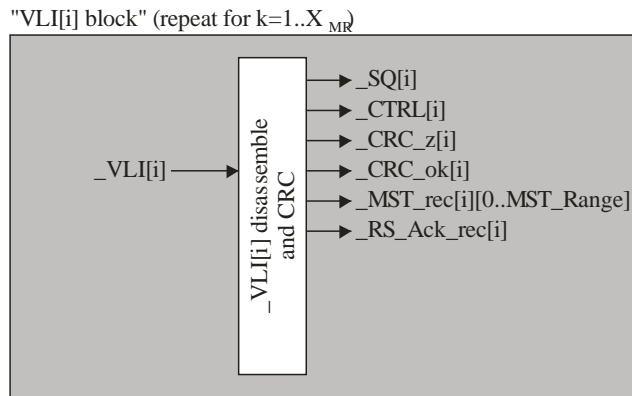 "VLI[i] block" (repeat for k=1..X MR)
_SQ[i]
_CTRL[i]
_CRC_z[i]
_VLI[i]
_CRC_ok[i]
_MST_rec[i][0..MST_Range]
_RS_Ack_rec[i]
_VLI[i] disassemble
and CRC